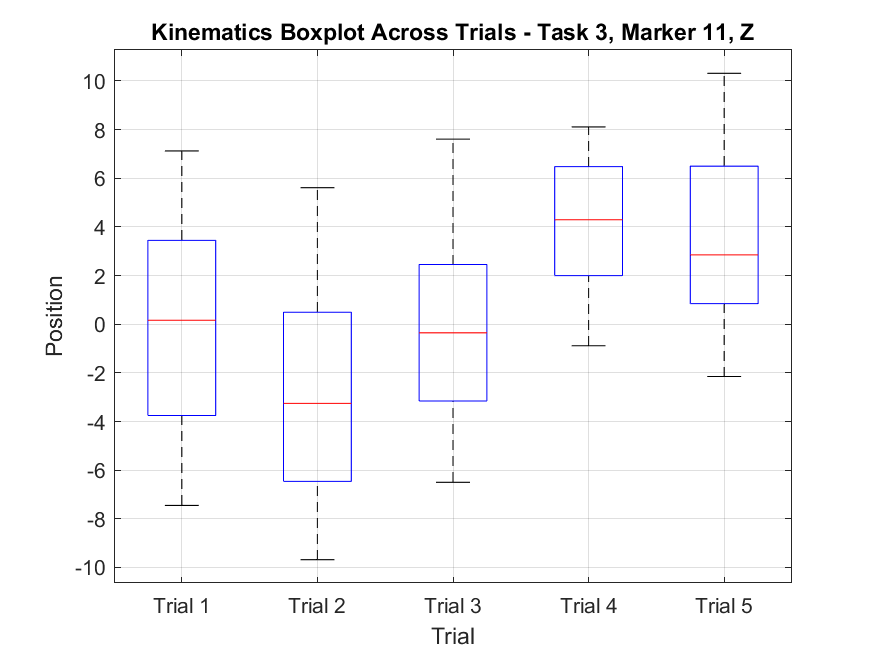 Kinematics Boxplot Across Trials - Task 3, Marker 11, Z
10
8
6
4
2
0
-2
-4
-6
-8
-10
Position
Trial 1 Trial 2 Trial 3 Trial 4 Trial 5
Trial